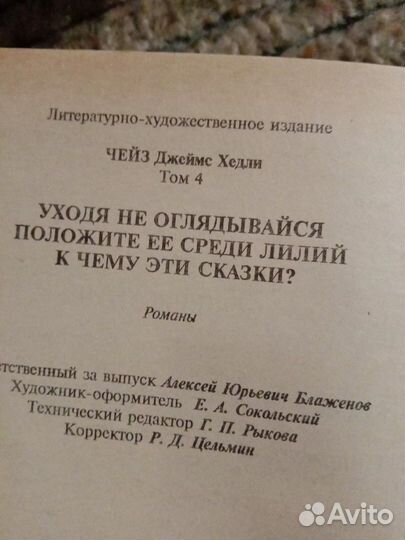 Литературно-художественное издание
ЧЕЙЗ Джеймс Хедли
Том 4
УХОДЯ НЕ ОГЛЯДЫВАЙСЯ
ПОЛОЖИТЕ ЕЕ СРЕДИ ЛИЛИЙ
К ЧЕМУ ЭТИ СКАЗКИ?
Романы
етственный за выпуск Алексей Юрьевич Блаженов
Художник-оформитель Е. А. Сокольский
Технический редактор Г. П. Рыкова
Корректор Р. Д. Цельмин
Avito